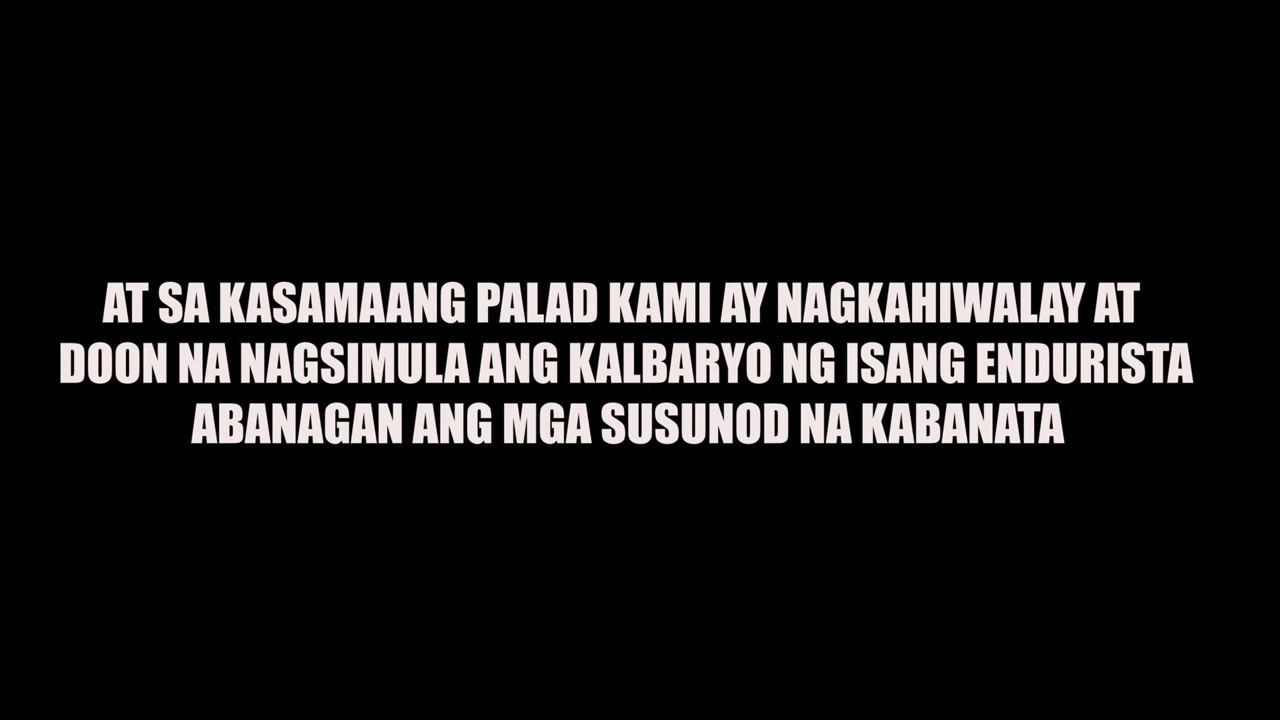 AT SA KASAMAANG PALAD KAMI AY NAGKAHIWALAY AT
DOON NA NAGSIMULA ANG KALBARYO NG ISANG ENDURISTA
ABANAGAN ANG MGA SUSUNOD NA KABANATA